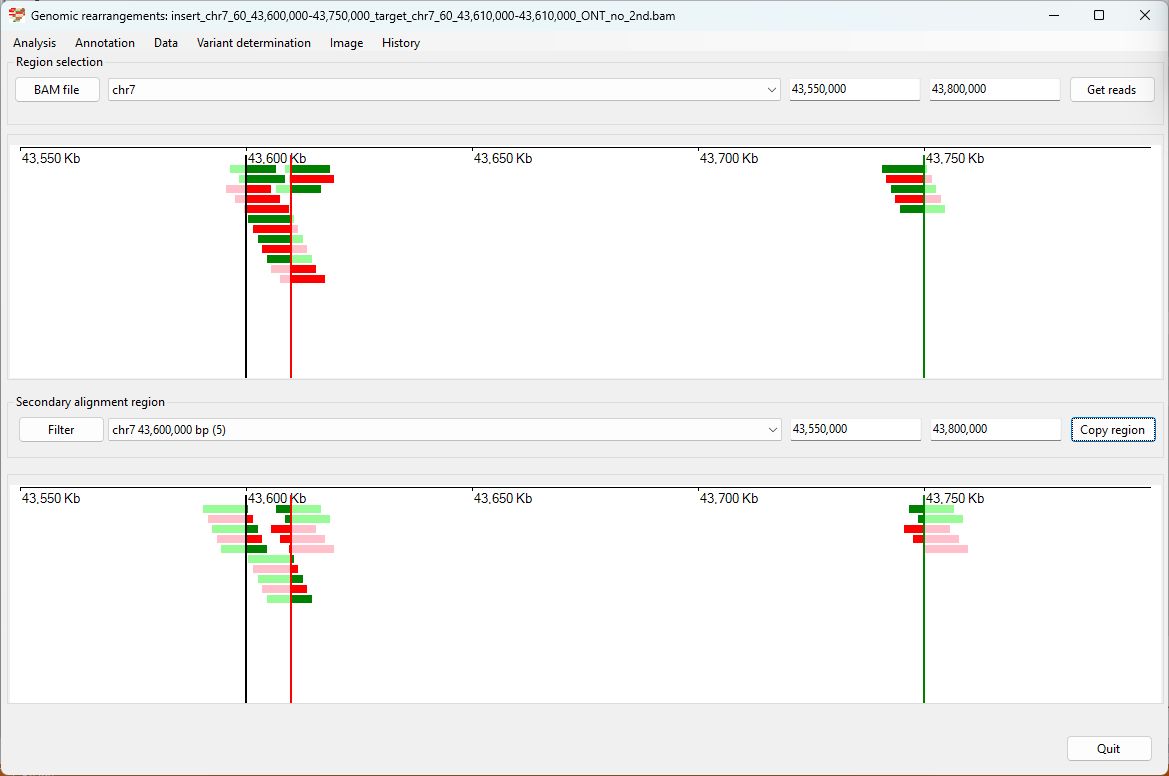 Genomic rearrangements: insert_chr7_60_43,600,000-43,750,000_target_chr7_60_43,610,000-43,610,000_ONT_no_2nd.bam
Analysis Annotation Data Variant determination Image History
Region selection
BAM file chr7 43,550,000 43,800,000 Get reads
43,550 Kb 43,600 Kb 43,650 Kb 43,700 Kb 43,750 Kb
Secondary alignment region
Filter chr7 43,600,000 bp (5) 43,550,000 43,800,000 Copy region
43,550 Kb 43,600 Kb 43,650 Kb 43,700 Kb 43,750 Kb
Quit